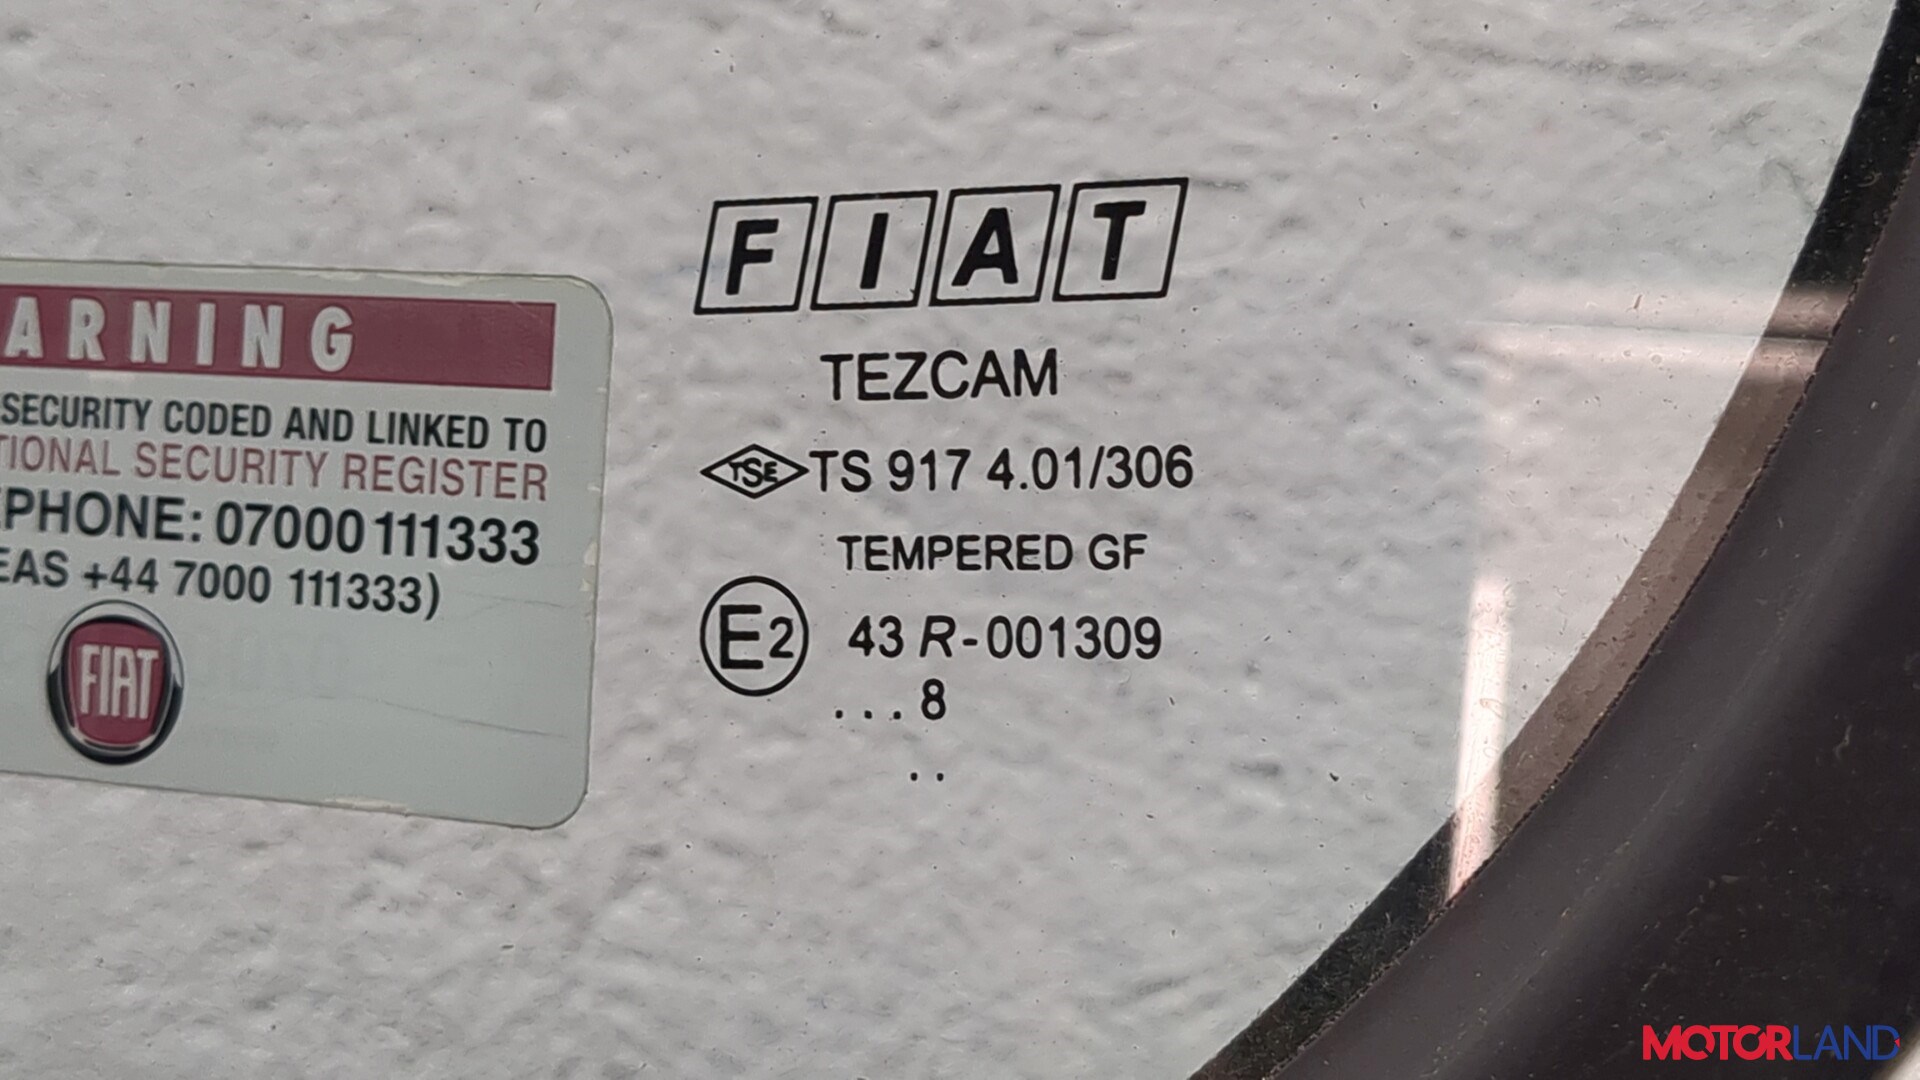 ARNING
SECURITY CODED AND LINKED TO
TIONAL SECURITY REGISTER
EPHONE: 07000 111333
EAS +44 7000 111333)
FIAT
FIAT
TEZCAM
TSE TS 917 4.01/306
TEMPERED GF
E2 43 R-001309
...8
..
MOTORLAND